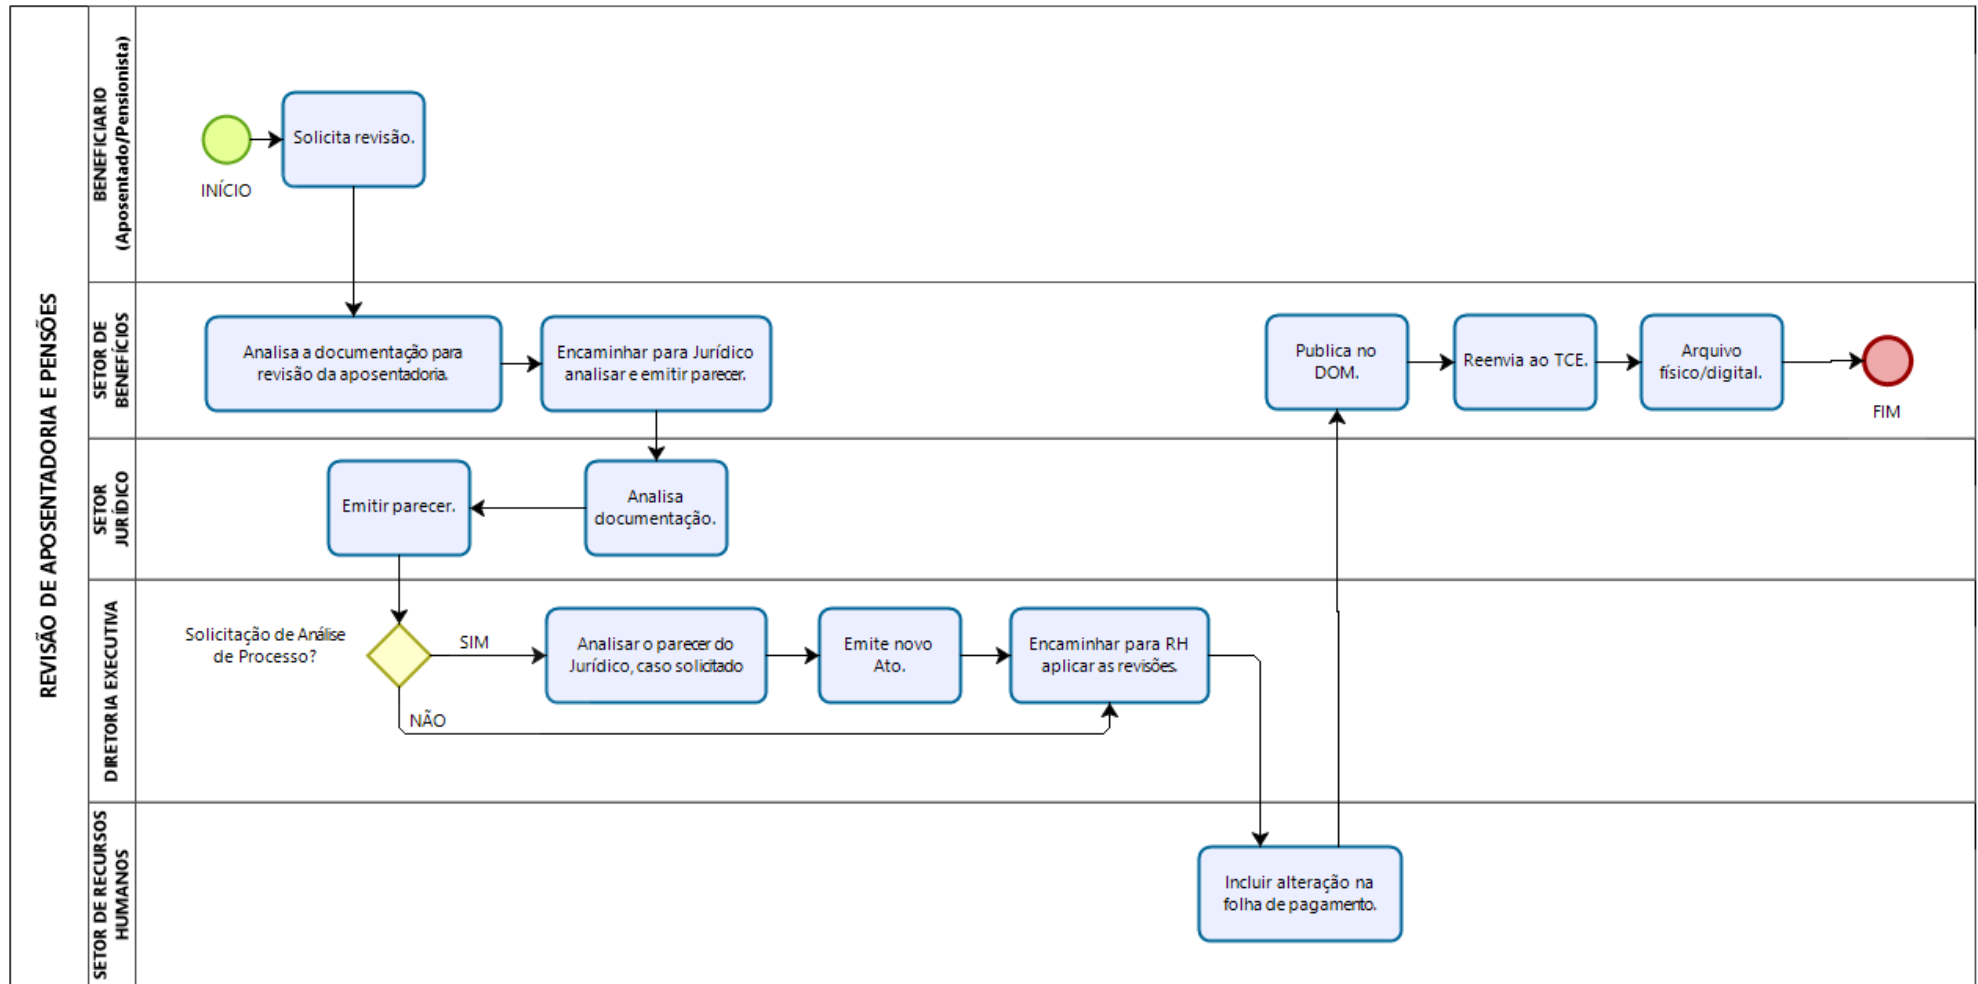 REVISÃO DE APOSENTADORIA E PENSÕES
BENEFICIARIO
(Aposentado/Pensionista)
INÍCIO
Solicita revisão.
SETOR DE
BENEFÍCIOS
Analisa a documentação para
revisão da aposentadoria.
Encaminhar para Jurídico
analisar e emitir parecer.
Publica no
DOM.
Reenvia ao TCE.
Arquivo
físico/digital.
FIM
SETOR
JURÍDICO
Emitir parecer.
Analisa
documentação.
DIRETORIA EXECUTIVA
Solicitação de Análise
de Processo?
SIM
NÃO
Analisar o parecer do
Jurídico, caso solicitado
Emite novo
Ato.
Encaminhar para RH
aplicar as revisões.
SETOR DE RECURSOS
HUMANOS
Incluir alteração na
folha de pagamento.